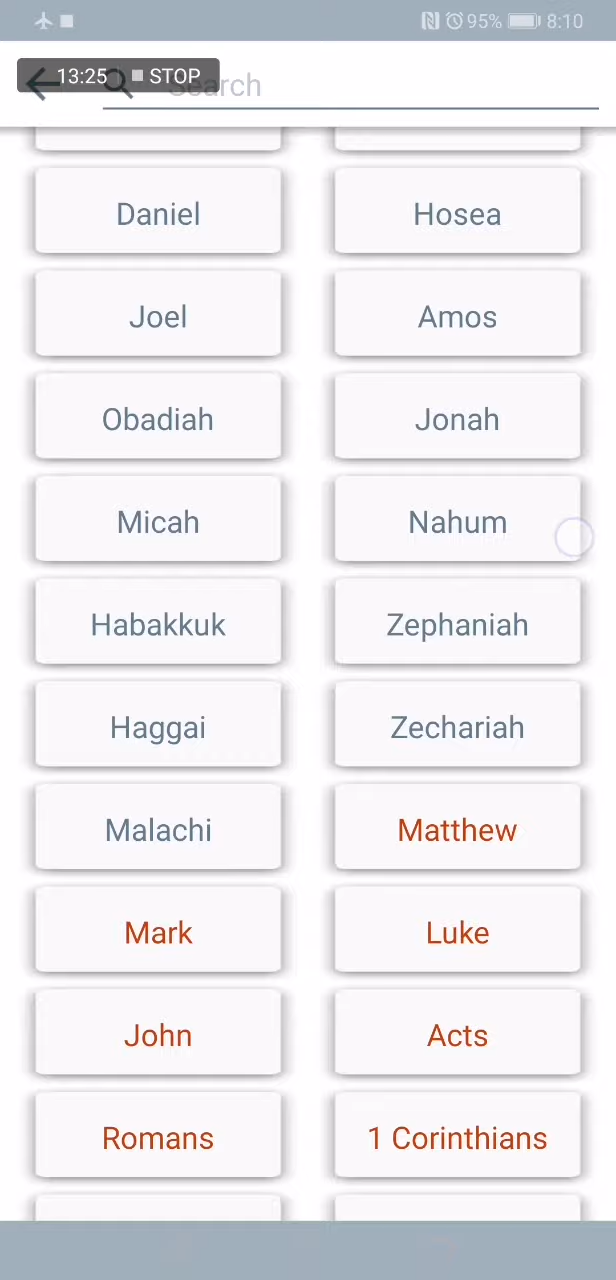 95% 8:10
13:25 STOP
Search
Daniel Hosea
Joel Amos
Obadiah Jonah
Micah Nahum
Habakkuk Zephaniah
Haggai Zechariah
Malachi Matthew
Mark Luke
John Acts
Romans 1 Corinthians